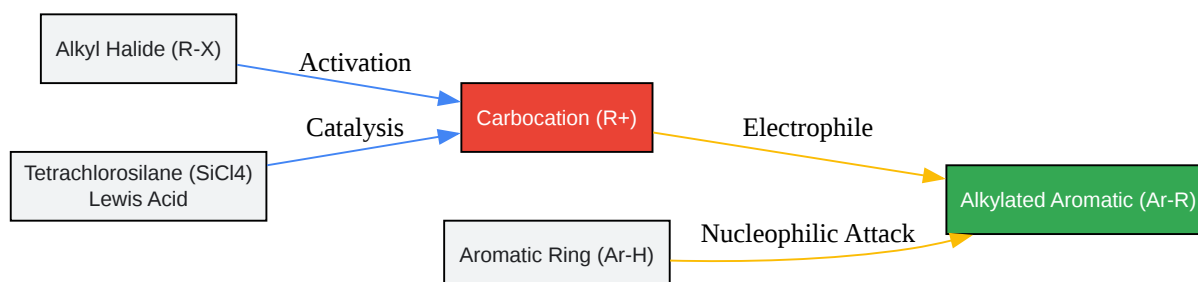 Alkyl Halide (R-X)
Activation
Tetrachlorosilane (SiCl4)
Lewis Acid
Catalysis
Carbocation (R+)
Electrophile
Aromatic Ring (Ar-H)
Nucleophilic Attack
Alkylated Aromatic (Ar-R)